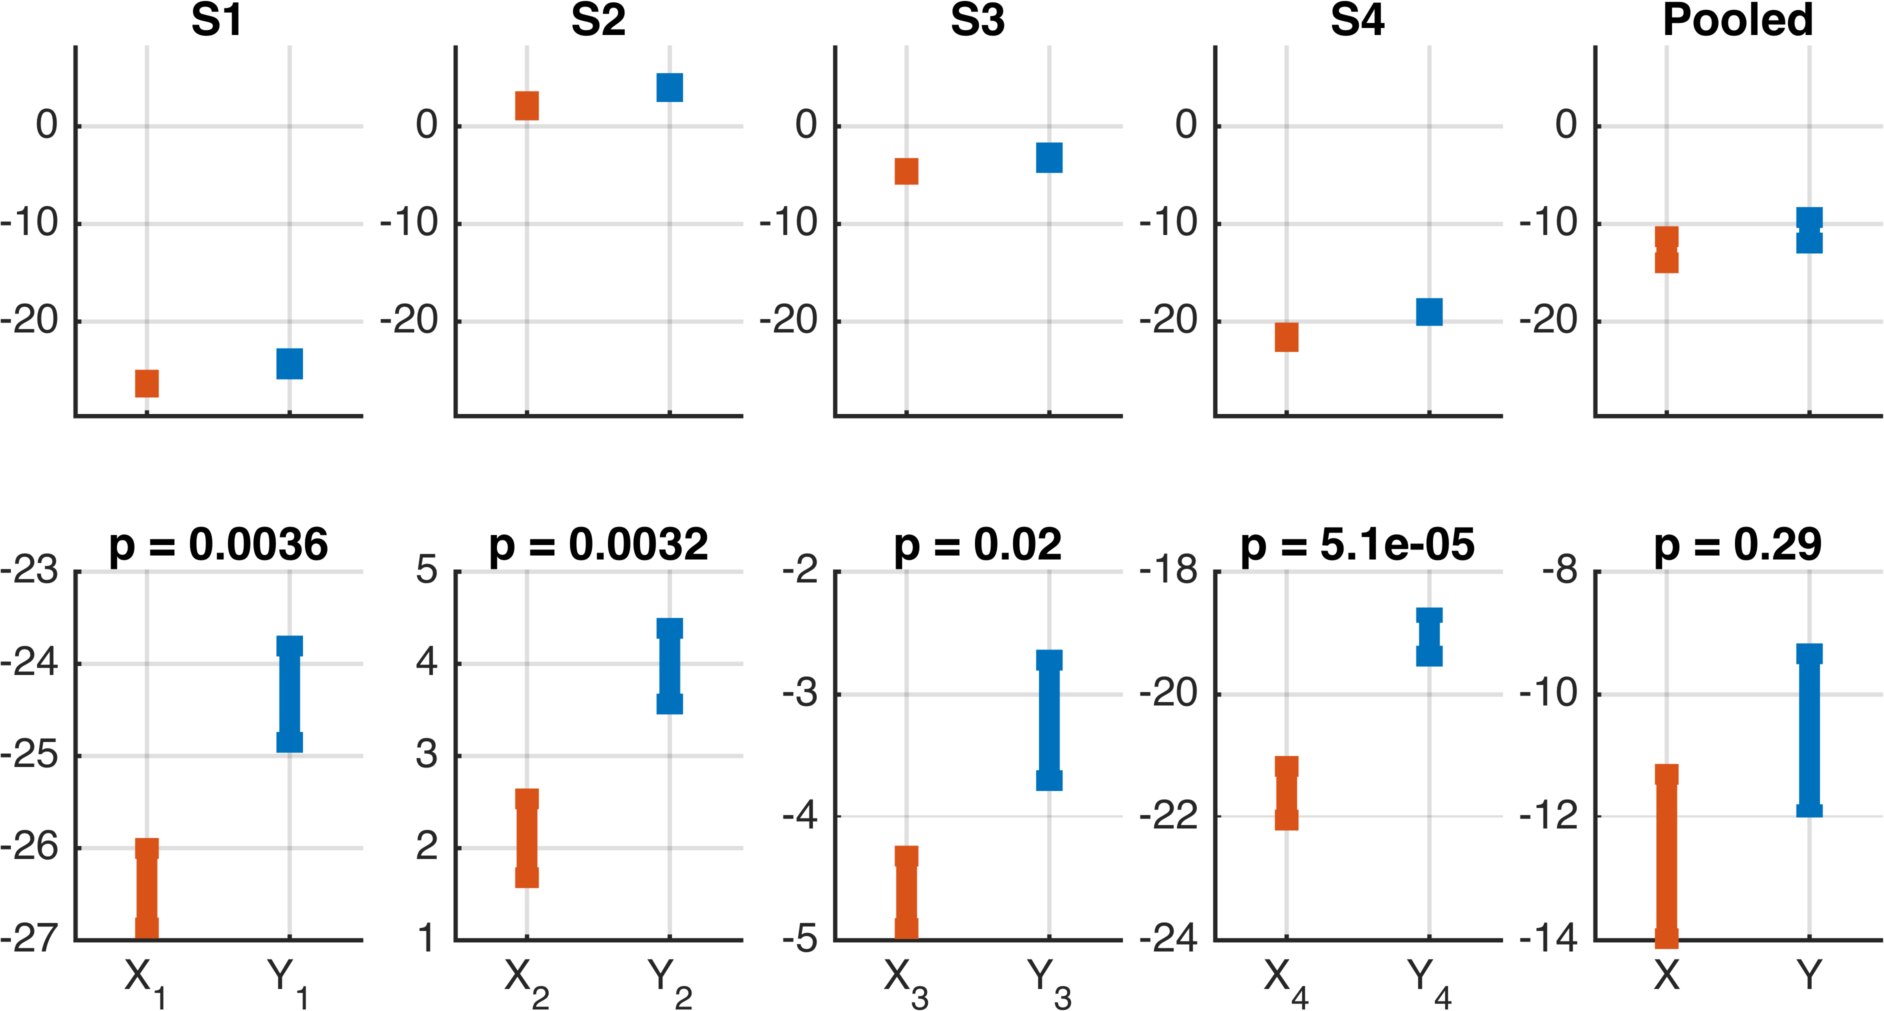 S1 S2 S3 S4 Pooled
0 0 0 0 0
-10 -10 -10 -10 -10
-20 -20 -20 -20 -20
p = 0.0036 p = 0.0032 p = 0.02 p = 5.1e-05 p = 0.29
-23 5 -2 -18 -8
-24 4 -3 -20 -10
-25 3 -4 -22 -12
-26 2
-27 1 -5 -24 -14
X1 Y1 X2 Y2 X3 Y3 X4 Y4 X Y